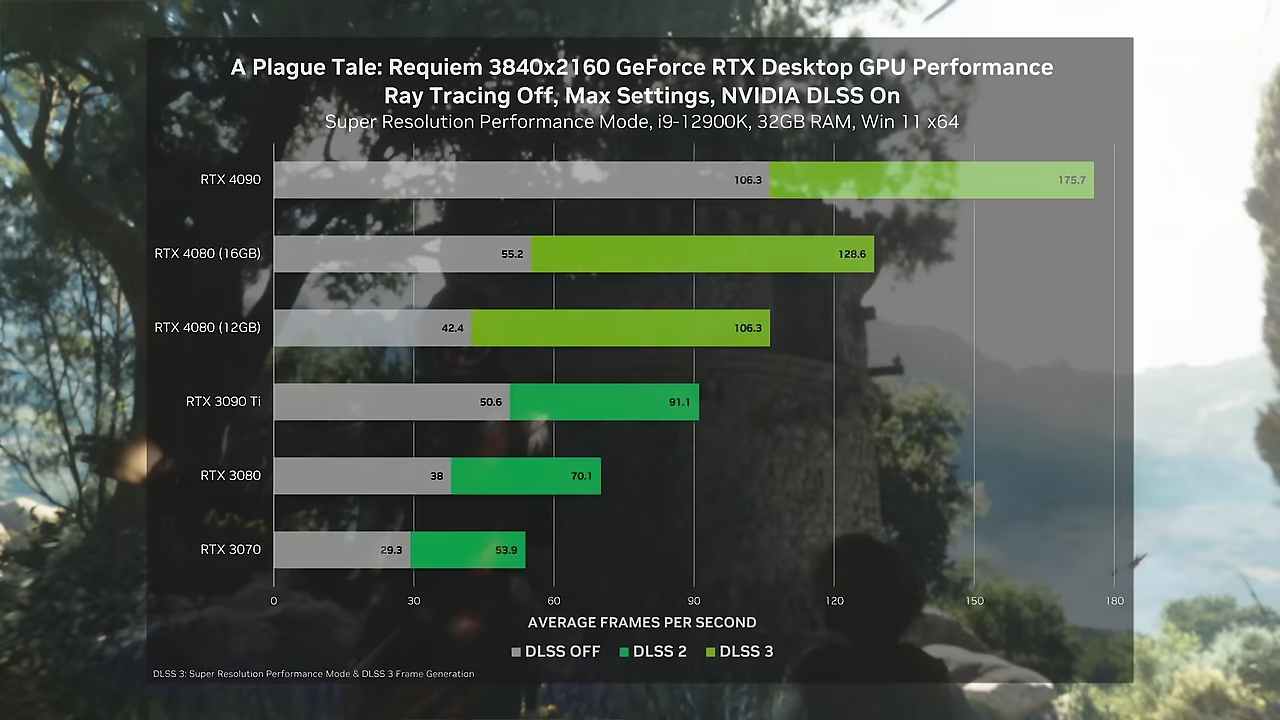 A Plague Tale: Requiem 3840x2160 GeForce RTX Desktop GPU Performance
Ray Tracing Off, Max Settings, NVIDIA DLSS On
Super Resolution Performance Mode, i9-12900K, 32GB RAM, Win 11 x64
RTX 4090 106.3 175.7
RTX 4080 (16GB) 55.2 128.6
RTX 4080 (12GB) 42.4 106.3
RTX 3090 Ti 50.6 91.1
RTX 3080 38 70.1
RTX 3070 29.3 53.9
0 30 60 90 120 150 180
AVERAGE FRAMES PER SECOND
DLSS OFF DLSS 2 DLSS 3
DLSS 3: Super Resolution Performance Mode & DLSS 3 Frame Generation